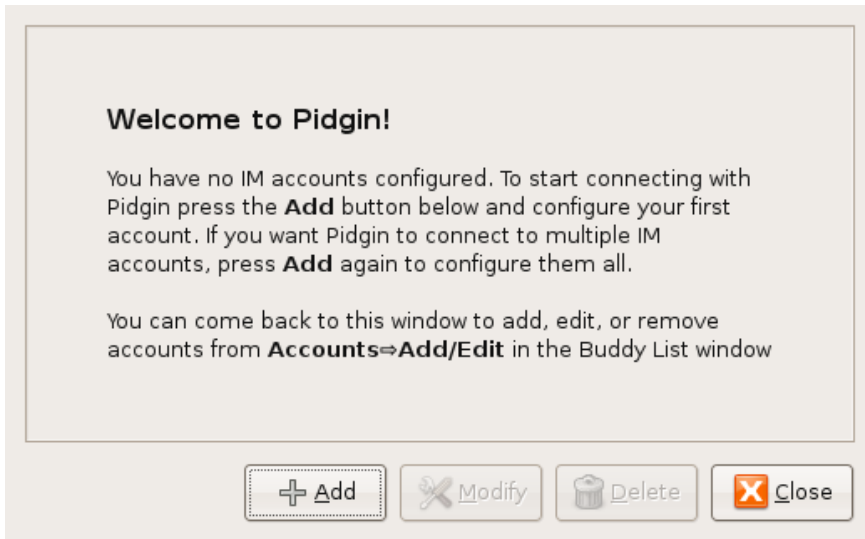 Welcome to Pidgin!
You have no IM accounts configured. To start connecting with
Pidgin press the Add button below and configure your first
account. If you want Pidgin to connect to multiple IM
accounts, press Add again to configure them all.
You can come back to this window to add, edit, or remove
accounts from Accounts⇨Add/Edit in the Buddy List window
Add Modify Delete Close